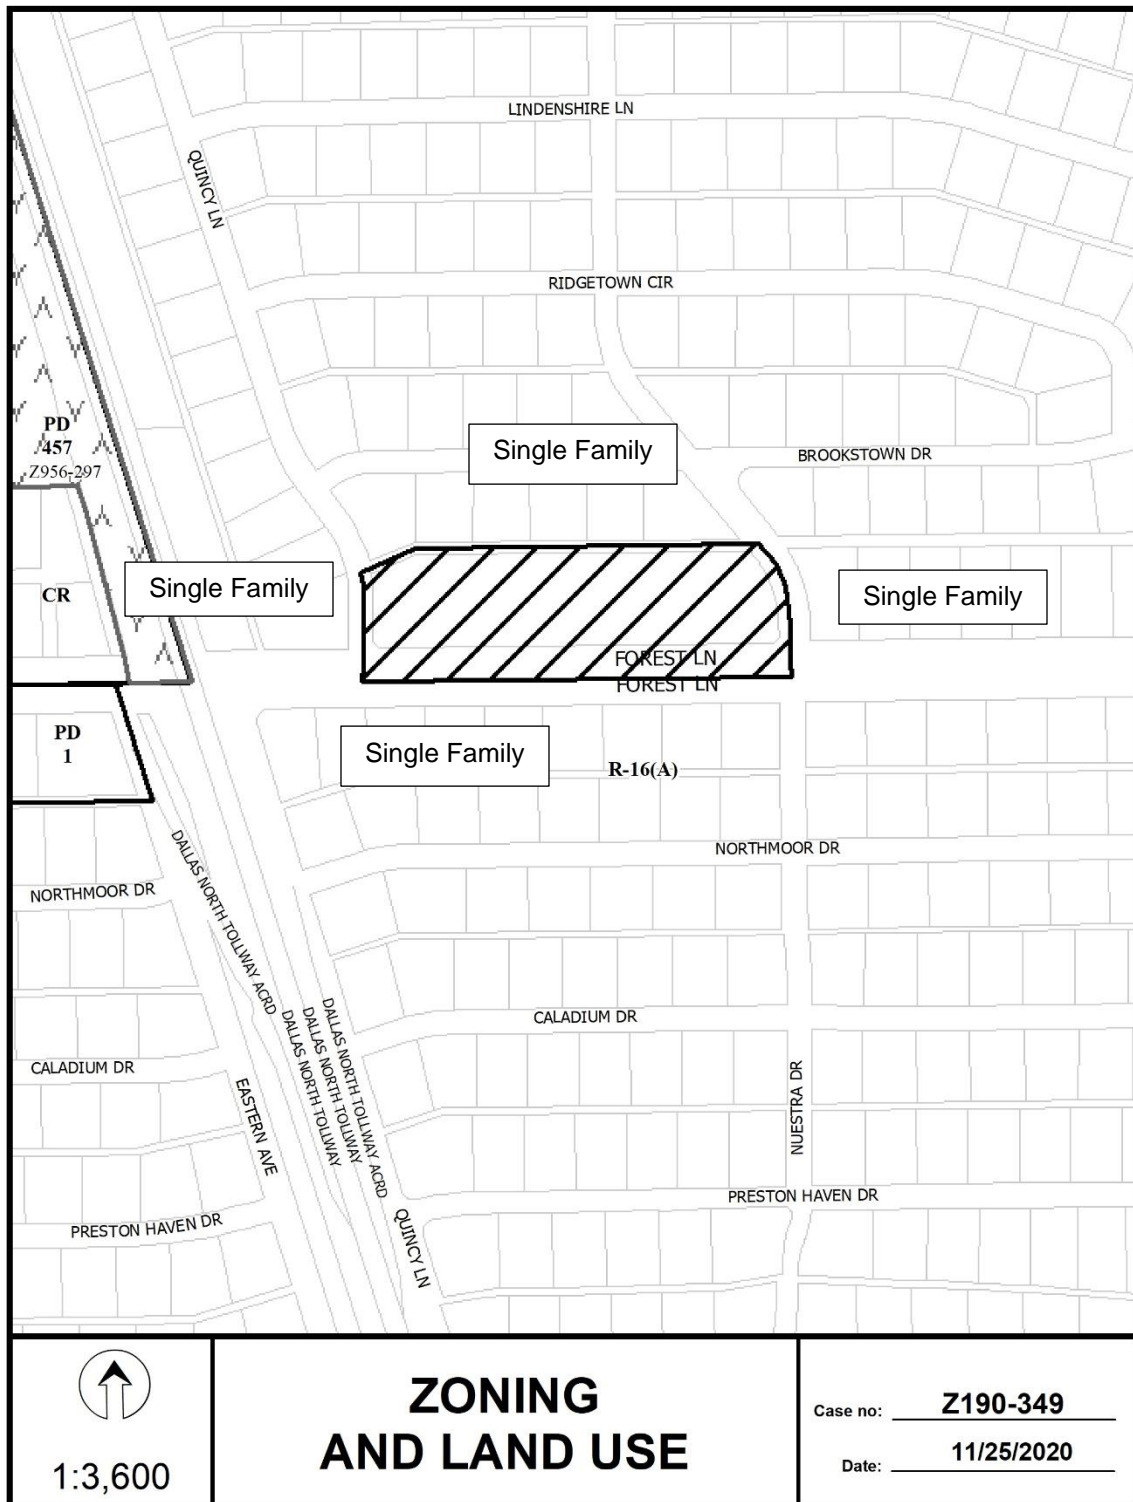 LINDENSHIRE LN
QUINCY LN
RIDGETOWN CIR
PD
457
Z956-297
Single Family
BROOKSTOWN DR
CR
Single Family
Single Family
FOREST LN
FOREST LN
PD
1
Single Family
R-16(A)
NORTHMOOR DR
DALLAS NORTH TOLLWAY ACRD
NORTHMOOR DR
DALLAS NORTH TOLLWAY ACRD
DALLAS NORTH TOLLWAY
DALLAS NORTH TOLLWAY
CALADIUM DR
CALADIUM DR
EASTERN AVE
NUESTRA DR
PRESTON HAVEN DR
PRESTON HAVEN DR
QUINCY LN
1:3,600
ZONING
AND LAND USE
Case no: Z190-349
Date: 11/25/2020